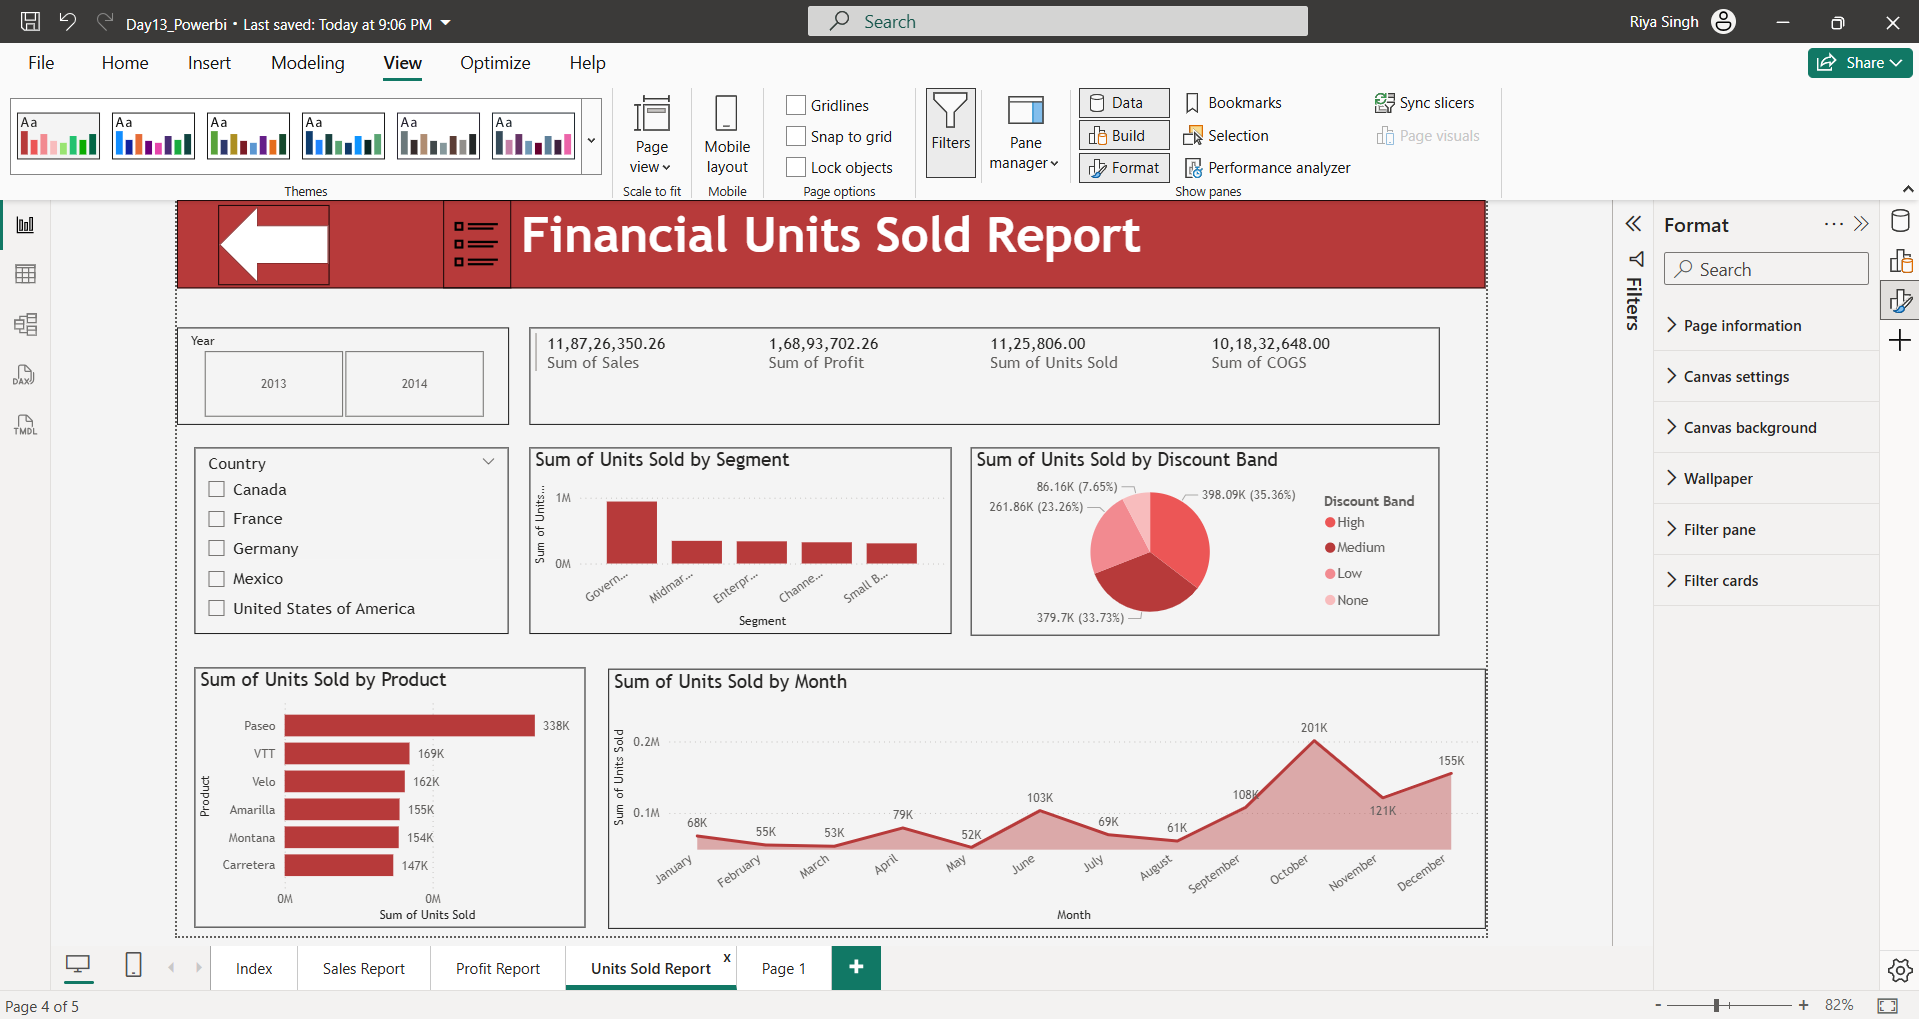 Day13_Powerbi • Last saved: Today at 9:06 PM
Search
Riya Singh
File Home Insert Modeling View Optimize Help
Share
Aa Aa Aa Aa Aa Aa
Themes
Page view
Scale to fit
Mobile layout
Mobile
Gridlines
Snap to grid
Lock objects
Page options
Filters
Pane manager
Data
Build
Format
Bookmarks
Selection
Performance analyzer
Sync slicers
Page visuals
Show panes
DAX
TMDL
Financial Units Sold Report
Year
2013 2014
11,87,26,350.26 1,68,93,702.26 11,25,806.00 10,18,32,648.00
Sum of Sales Sum of Profit Sum of Units Sold Sum of COGS
Country
Canada
France
Germany
Mexico
United States of America
Sum of Units Sold by Segment
Sum of Units...
1M
0M
Govern... Midmar... Enterpr... Channe... Small B...
Segment
Sum of Units Sold by Discount Band
86.16K (7.65%)
398.09K (35.36%)
261.86K (23.26%)
379.7K (33.73%)
Discount Band
High
Medium
Low
None
Sum of Units Sold by Product
Product
Paseo 338K
VTT 169K
Velo 162K
Amarilla 155K
Montana 154K
Carretera 147K
0M 0M
Sum of Units Sold
Sum of Units Sold by Month
Sum of Units Sold
0.2M
0.1M
68K 55K 53K 79K 52K 103K 69K 61K 108K 201K 121K 155K
January February March April May June July August September October November December
Month
Filters
Format
Search
Page information
Canvas settings
Canvas background
Wallpaper
Filter pane
Filter cards
Index Sales Report Profit Report Units Sold Report x Page 1 +
Page 4 of 5
- + 82%